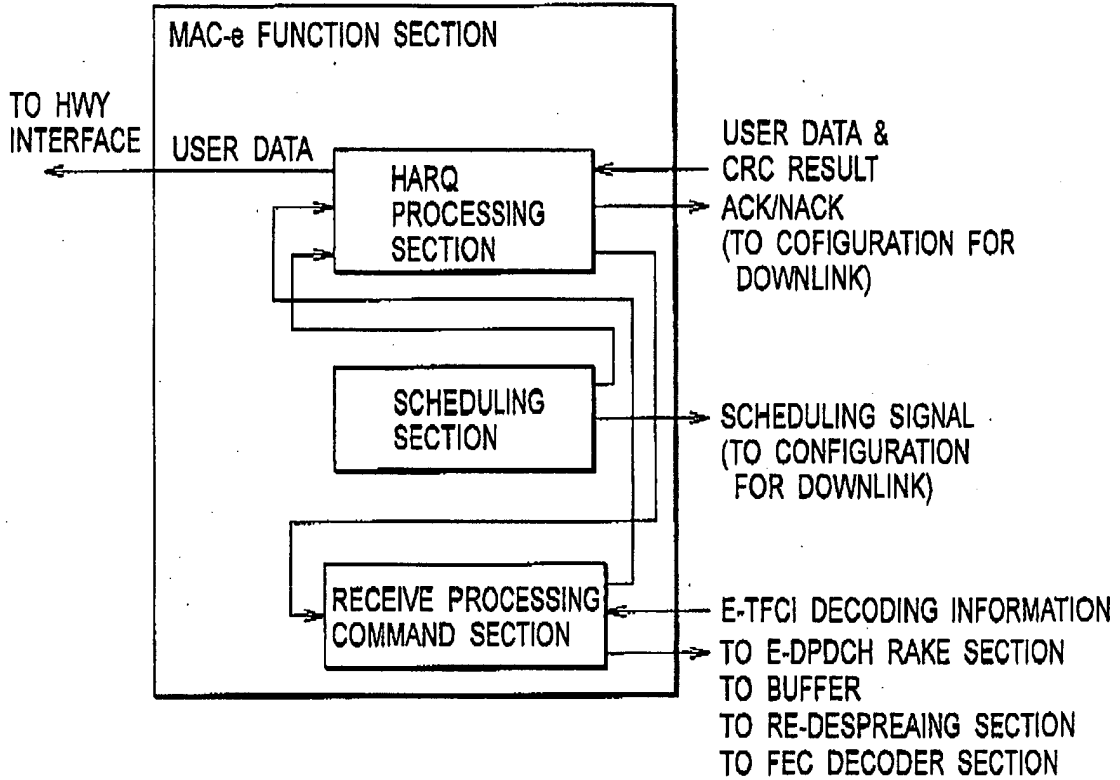 MAC-e FUNCTION SECTION
TO HWY
INTERFACE
USER DATA
HARQ
PROCESSING
SECTION
USER DATA &
CRC RESULT
ACK/NACK
(TO COFIGURATION FOR
DOWNLINK)
SCHEDULING
SECTION
SCHEDULING SIGNAL
(TO CONFIGURATION
FOR DOWNLINK)
RECEIVE PROCESSING
COMMAND SECTION
E-TFCI DECODING INFORMATION
TO E-DPDCH RAKE SECTION
TO BUFFER
TO RE-DESPREAING SECTION
TO FEC DECODER SECTION